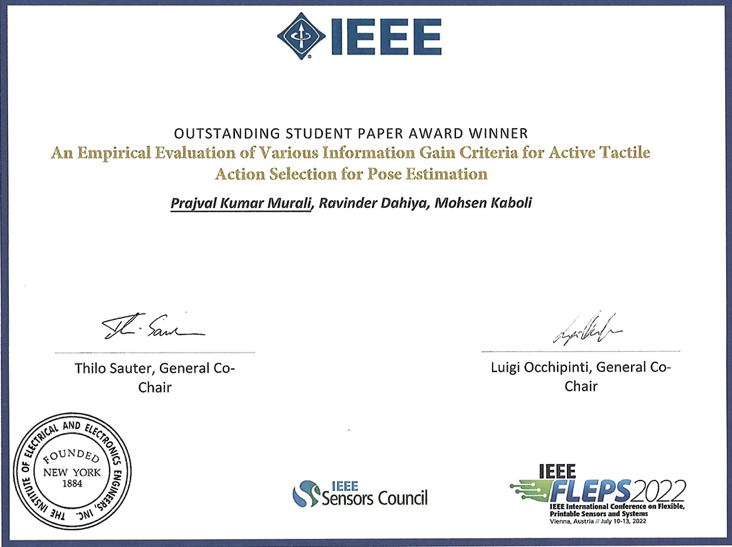 IEEE
OUTSTANDING STUDENT PAPER AWARD WINNER
An Empirical Evaluation of Various Information Gain Criteria for Active Tactile
Action Selection for Pose Estimation
Prajval Kumar Murali, Ravinder Dahiya, Mohsen Kaboli
Thilo Sauter, General Co-
Chair
Luigi Occhipinti, General Co-
Chair
THE INSTITUTE OF ELECTRICAL AND ELECTRONICS ENGINEERS, INC.
FOUNDED
NEW YORK
1884
IEEE
Sensors Council
IEEE
FLEPS2022
IEEE International Conference on Flexible,
Printable Sensors and Systems
Vienna, Austria // July 10-13, 2022